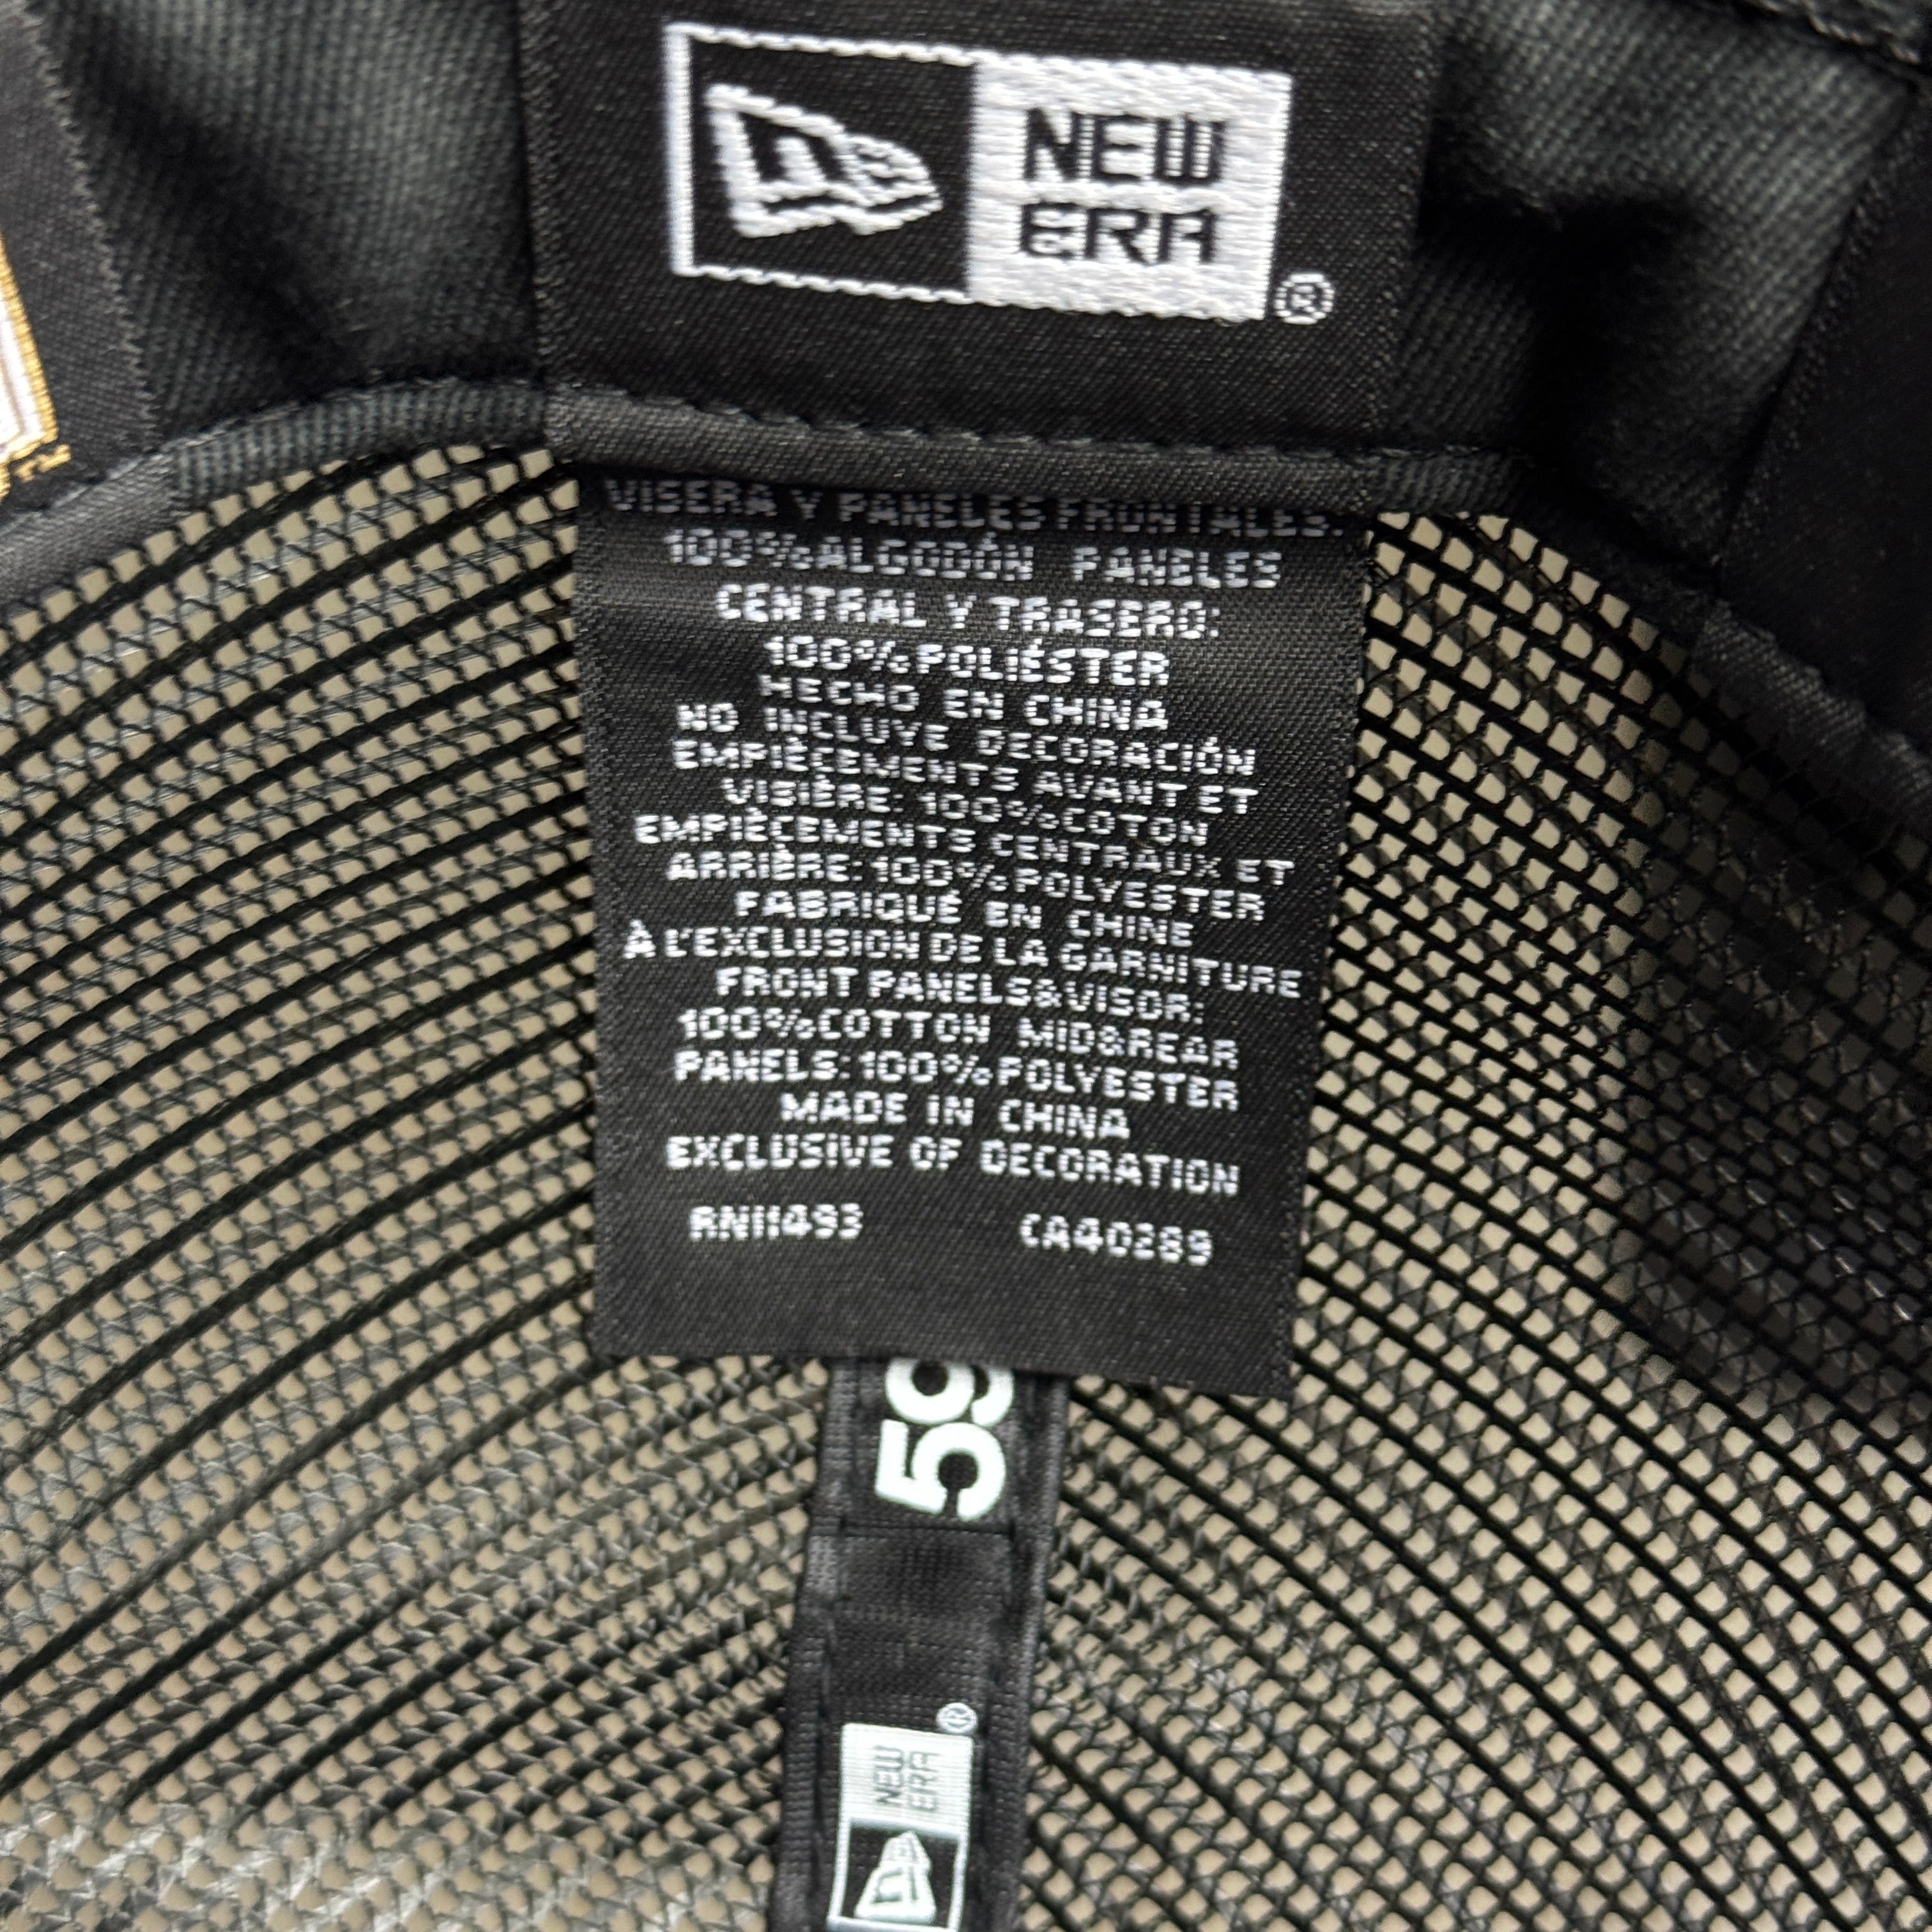 NEW
ERA
®
™
VISERA Y PANELES FRONTALES:
100% ALGODÓN PANELES
CENTRAL Y TRASERO:
100% POLIÉSTER
HECHO EN CHINA
NO INCLUYE DECORACIÓN
EMPIÈCEMENTS AVANT ET
VISIÈRE: 100% COTON
EMPIÈCEMENTS CENTRAUX ET
ARRIÈRE: 100% POLYESTER
FABRIQUÉ EN CHINE
À L'EXCLUSION DE LA GARNITURE
FRONT PANELS&VISOR:
100% COTTON MID&REAR
PANELS: 100% POLYESTER
MADE IN CHINA
EXCLUSIVE OF DECORATION
RN11493 CA40289
59
NEW
ERA
®